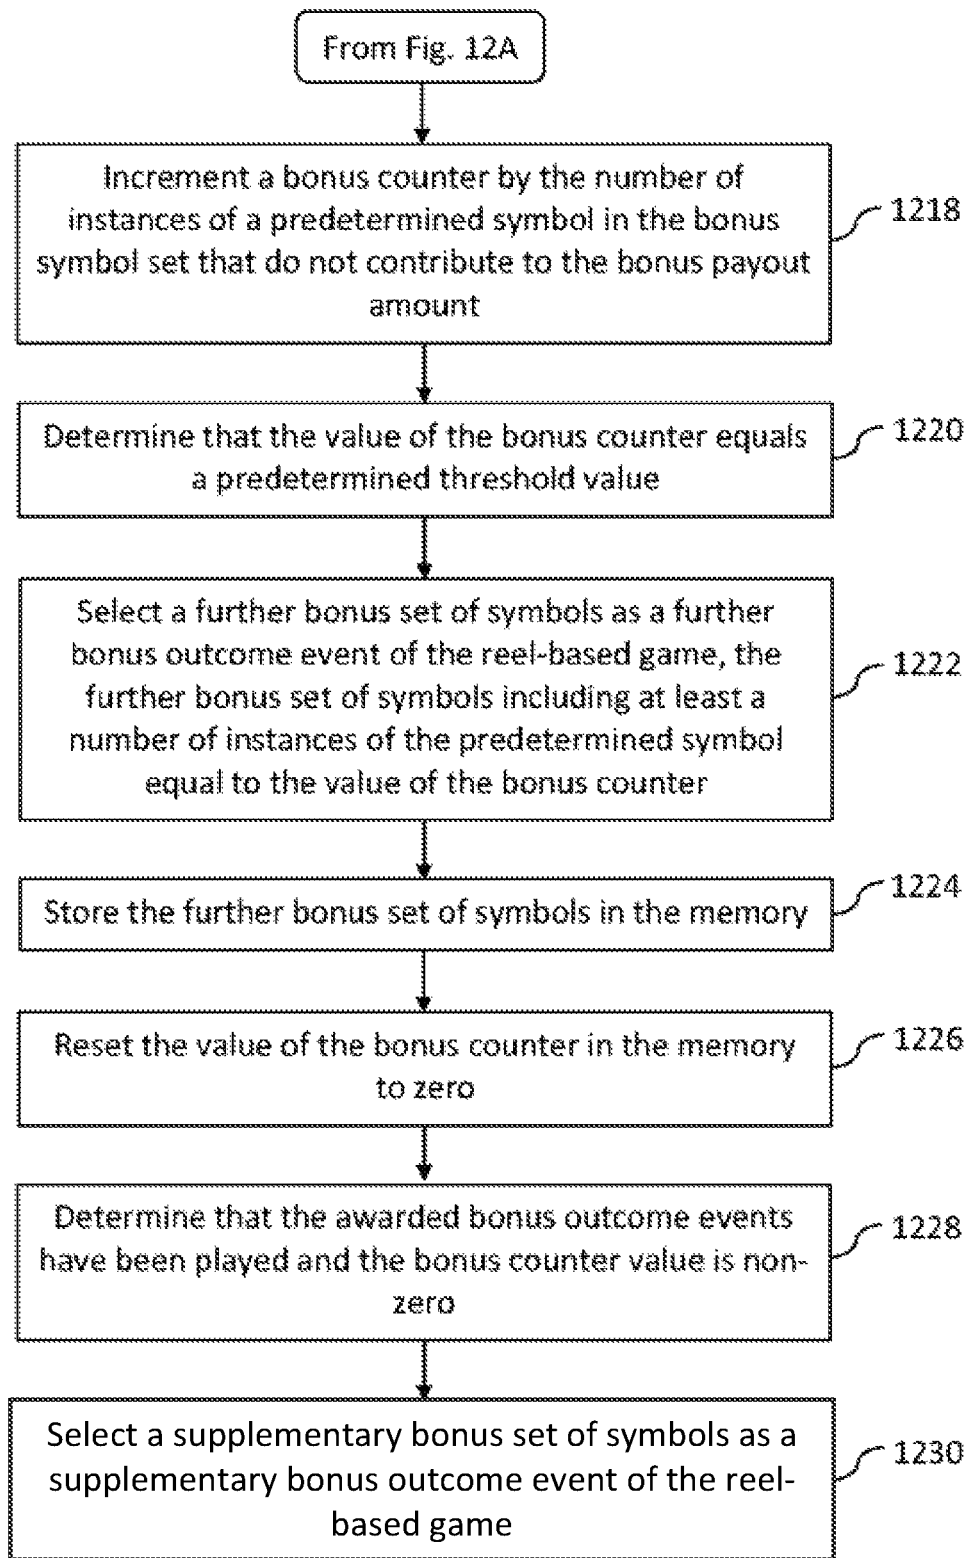 From Fig. 12A
Increment a bonus counter by the number of
instances of a predetermined symbol in the bonus
symbol set that do not contribute to the bonus payout
amount
1218
Determine that the value of the bonus counter equals
a predetermined threshold value
1220
Select a further bonus set of symbols as a further
bonus outcome event of the reel-based game, the
further bonus set of symbols including at least a
number of instances of the predetermined symbol
equal to the value of the bonus counter
1222
Store the further bonus set of symbols in the memory
1224
Reset the value of the bonus counter in the memory
to zero
1226
Determine that the awarded bonus outcome events
have been played and the bonus counter value is non-
zero
1228
Select a supplementary bonus set of symbols as a
supplementary bonus outcome event of the reel-
based game
1230